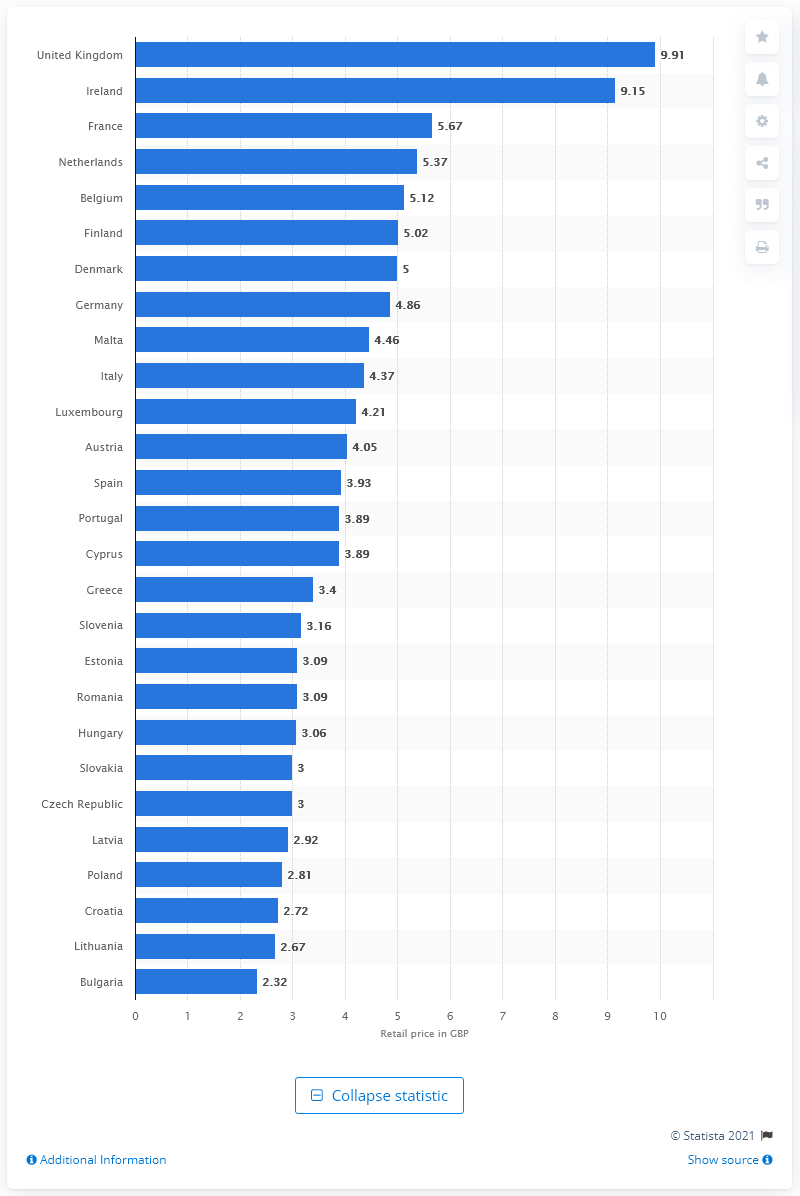 United Kingdom 9.91
Ireland 9.15
France 5.67
Netherlands 5.37
Belgium 5.12
Finland 5.02
Denmark 5
Germany 4.86
Malta 4.46
Italy 4.37
Luxembourg 4.21
Austria 4.05
Spain 3.93
Portugal 3.89
Cyprus 3.89
Greece 3.4
Slovenia 3.16
Estonia 3.09
Romania 3.09
Hungary 3.06
Slovakia 3
Czech Republic 3
Latvia 2.92
Poland 2.81
Croatia 2.72
Lithuania 2.67
Bulgaria 2.32
0 1 2 3 4 5 6 7 8 9 10
Retail price in GBP
Collapse statistic
© Statista 2021
Additional Information
Show source